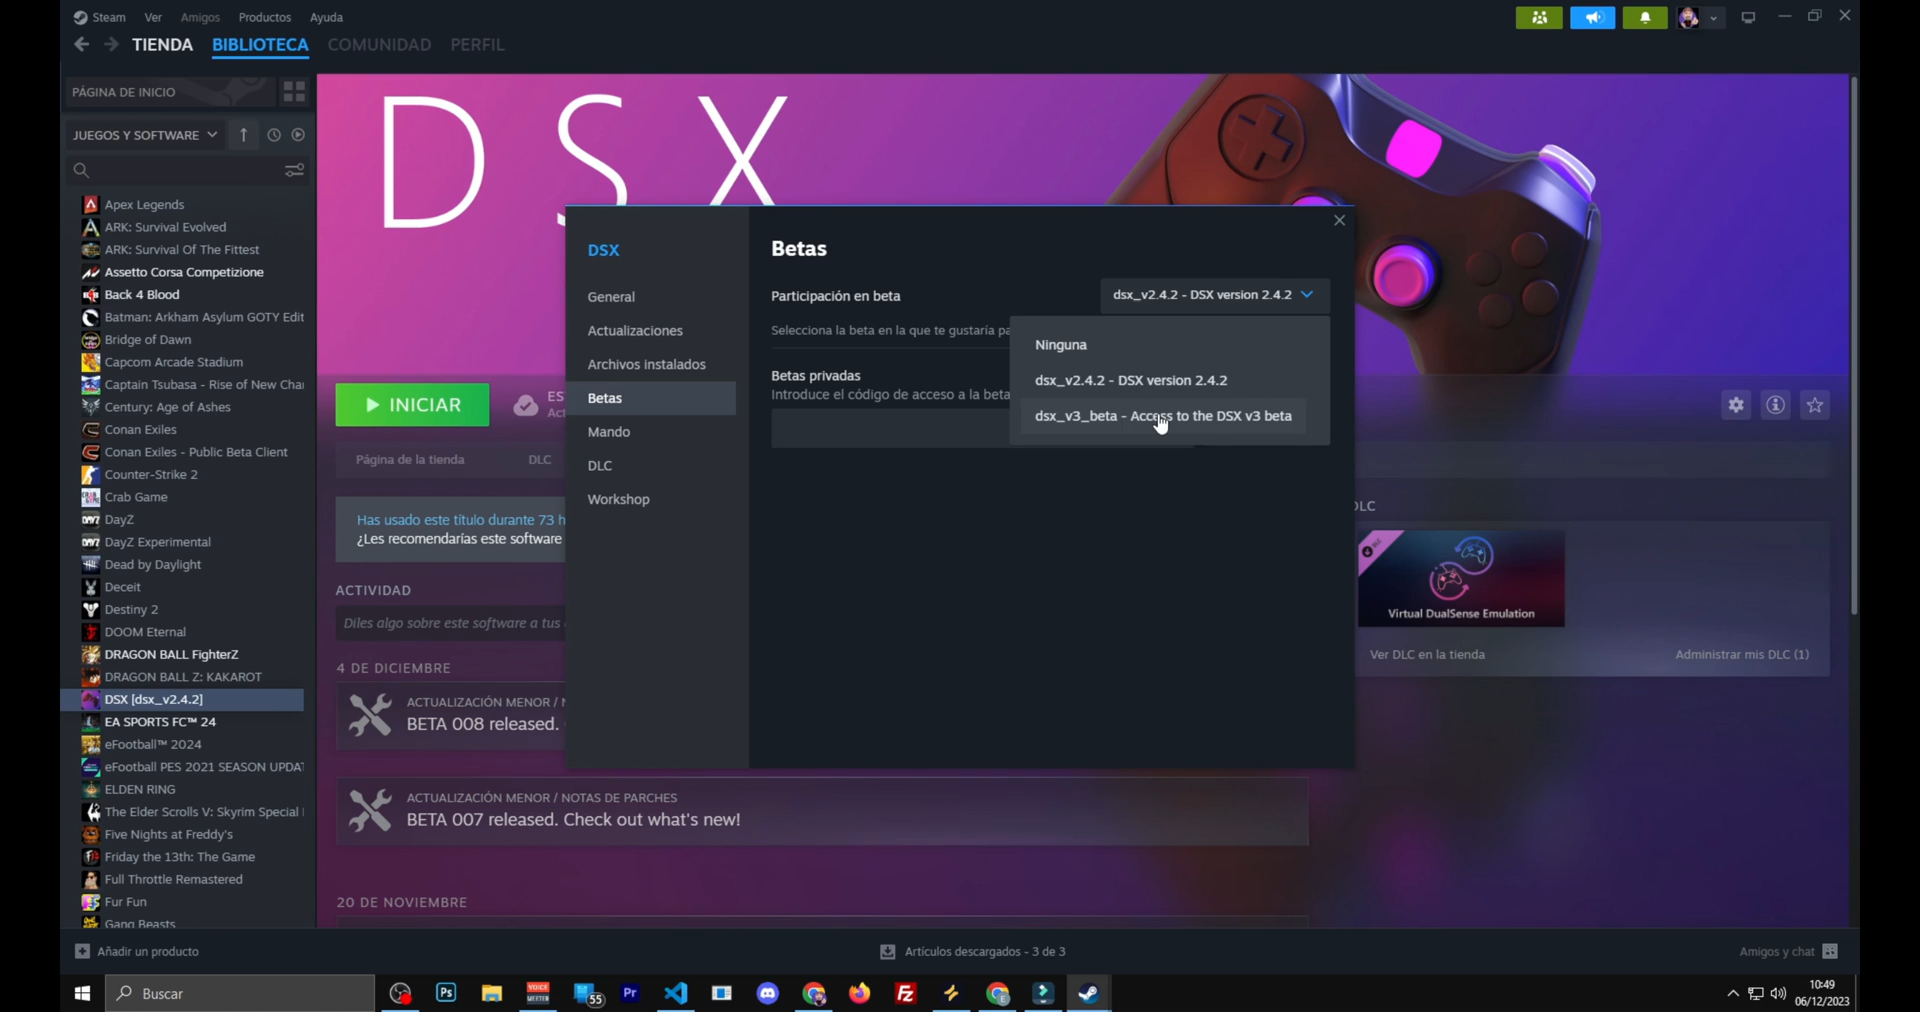 Steam Ver Amigos Productos Ayuda
TIENDA BIBLIOTECA COMUNIDAD PERFIL
PÁGINA DE INICIO
JUEGOS Y SOFTWARE
Apex Legends
ARK: Survival Evolved
ARK: Survival Of The Fittest
Assetto Corsa Competizione
Back 4 Blood
Batman: Arkham Asylum GOTY Edit
Bridge of Dawn
Capcom Arcade Stadium
Captain Tsubasa - Rise of New Cha
Century: Age of Ashes
Conan Exiles
Conan Exiles - Public Beta Client
Counter-Strike 2
Crab Game
DayZ
DayZ Experimental
Dead by Daylight
Deceit
Destiny 2
DOOM Eternal
DRAGON BALL FighterZ
DRAGON BALL Z: KAKAROT
DSX [dsx_v2.4.2]
EA SPORTS FC™ 24
eFootball™ 2024
eFootball PES 2021 SEASON UPDA
ELDEN RING
The Elder Scrolls V: Skyrim Special
Five Nights at Freddy's
Friday the 13th: The Game
Full Throttle Remastered
Fur Fun
Gang Beasts
DSX
INICIAR
ES
Act
Página de la tienda DLC
Has usado este título durante 73 h
¿Les recomendarías este software
ACTIVIDAD
Diles algo sobre este software a tus
4 DE DICIEMBRE
ACTUALIZACIÓN MENOR / N
BETA 008 released.
ACTUALIZACIÓN MENOR / NOTAS DE PARCHES
BETA 007 released. Check out what's new!
20 DE NOVIEMBRE
DSX
General
Actualizaciones
Archivos instalados
Betas
Mando
DLC
Workshop
Betas
Participación en beta dsx_v2.4.2 - DSX version 2.4.2
Selecciona la beta en la que te gustaría pa
Ninguna
dsx_v2.4.2 - DSX version 2.4.2
dsx_v3_beta - Access to the DSX v3 beta
Betas privadas
Introduce el código de acceso a la beta
DLC
DLC
Virtual DualSense Emulation
Ver DLC en la tienda Administrar mis DLC (1)
Añadir un producto Artículos descargados - 3 de 3 Amigos y chat
Buscar
Ps
VOICE
MEETER
55
Pr
E
10:49
06/12/2023